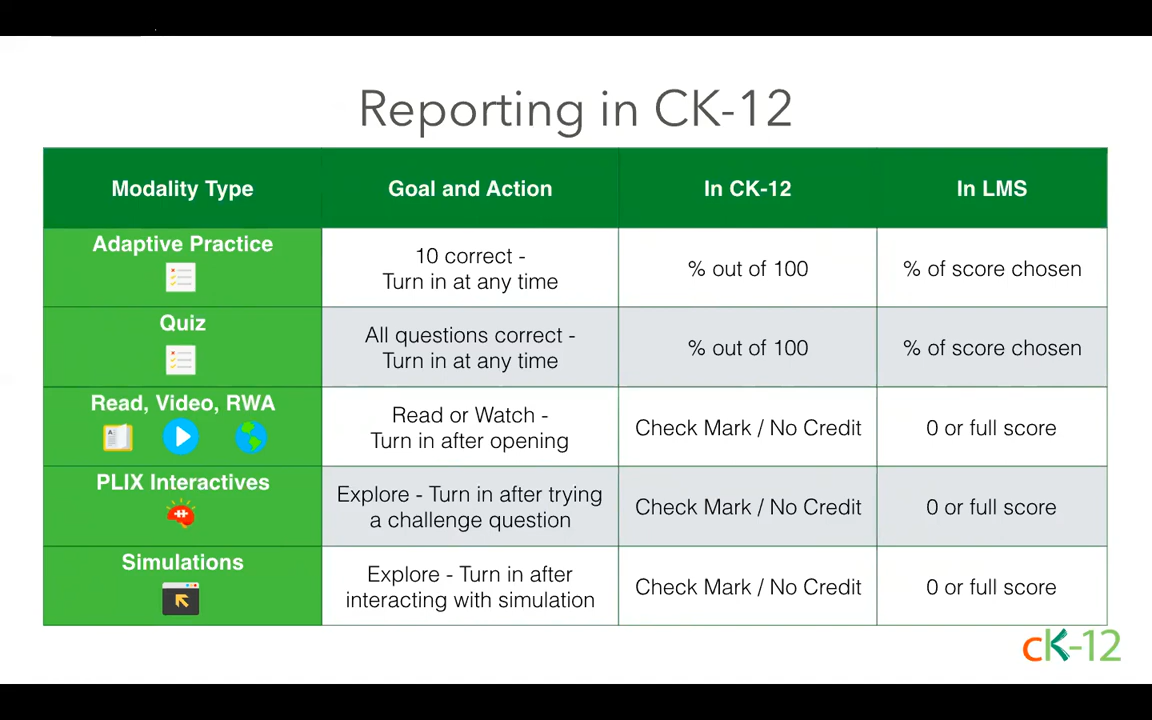 Reporting in CK-12
Modality Type
Goal and Action
In CK-12
In LMS
Adaptive Practice
10 correct -
Turn in at any time
% out of 100
% of score chosen
Quiz
All questions correct -
Turn in at any time
% out of 100
% of score chosen
Read, Video, RWA
Read or Watch -
Turn in after opening
Check Mark / No Credit
0 or full score
PLIX Interactives
Explore - Turn in after trying
a challenge question
Check Mark / No Credit
0 or full score
Simulations
Explore - Turn in after
interacting with simulation
Check Mark / No Credit
0 or full score
cK-12